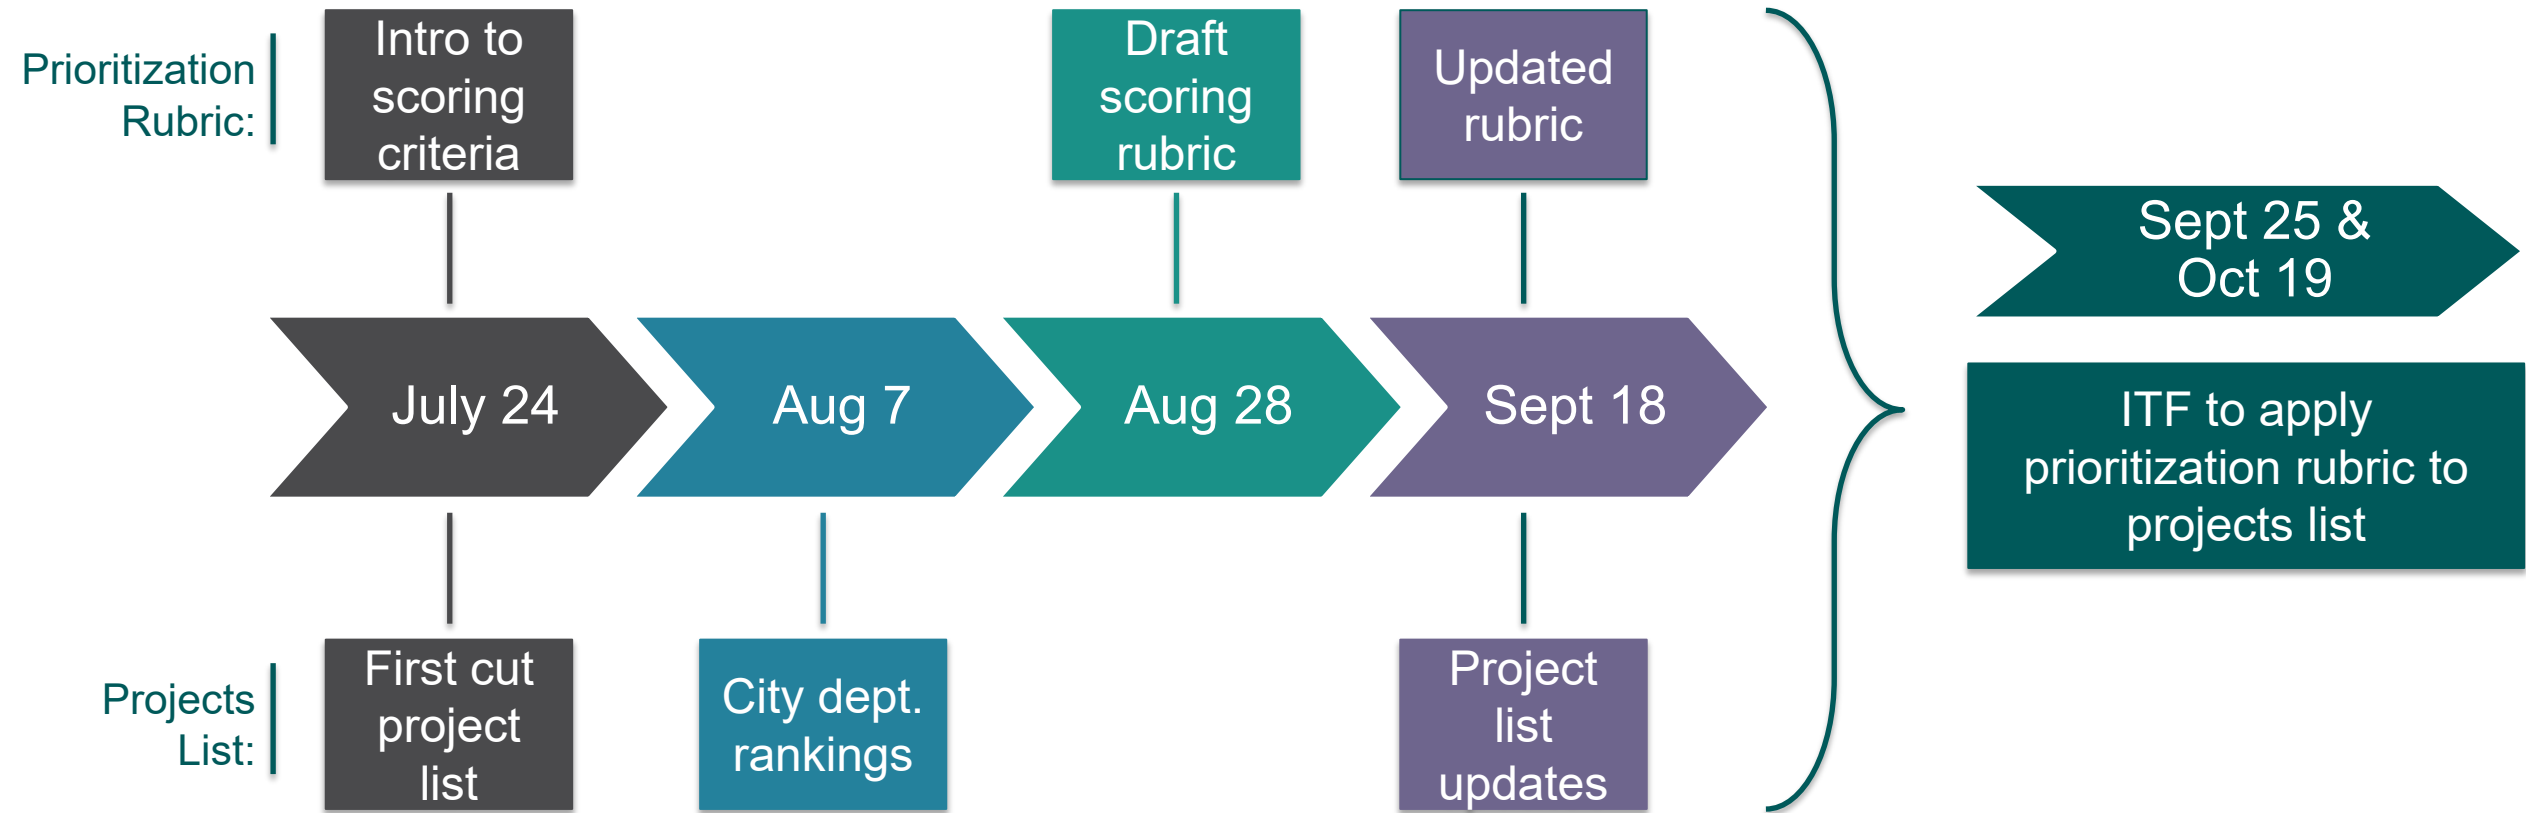 Prioritization
Rubric:
Intro to
scoring
criteria
Draft
scoring
rubric
Updated
rubric
July 24
Aug 7
Aug 28
Sept 18
Sept 25 &
Oct 19
ITF to apply
prioritization rubric to
projects list
Projects
List:
First cut
project
list
City dept.
rankings
Project
list
updates